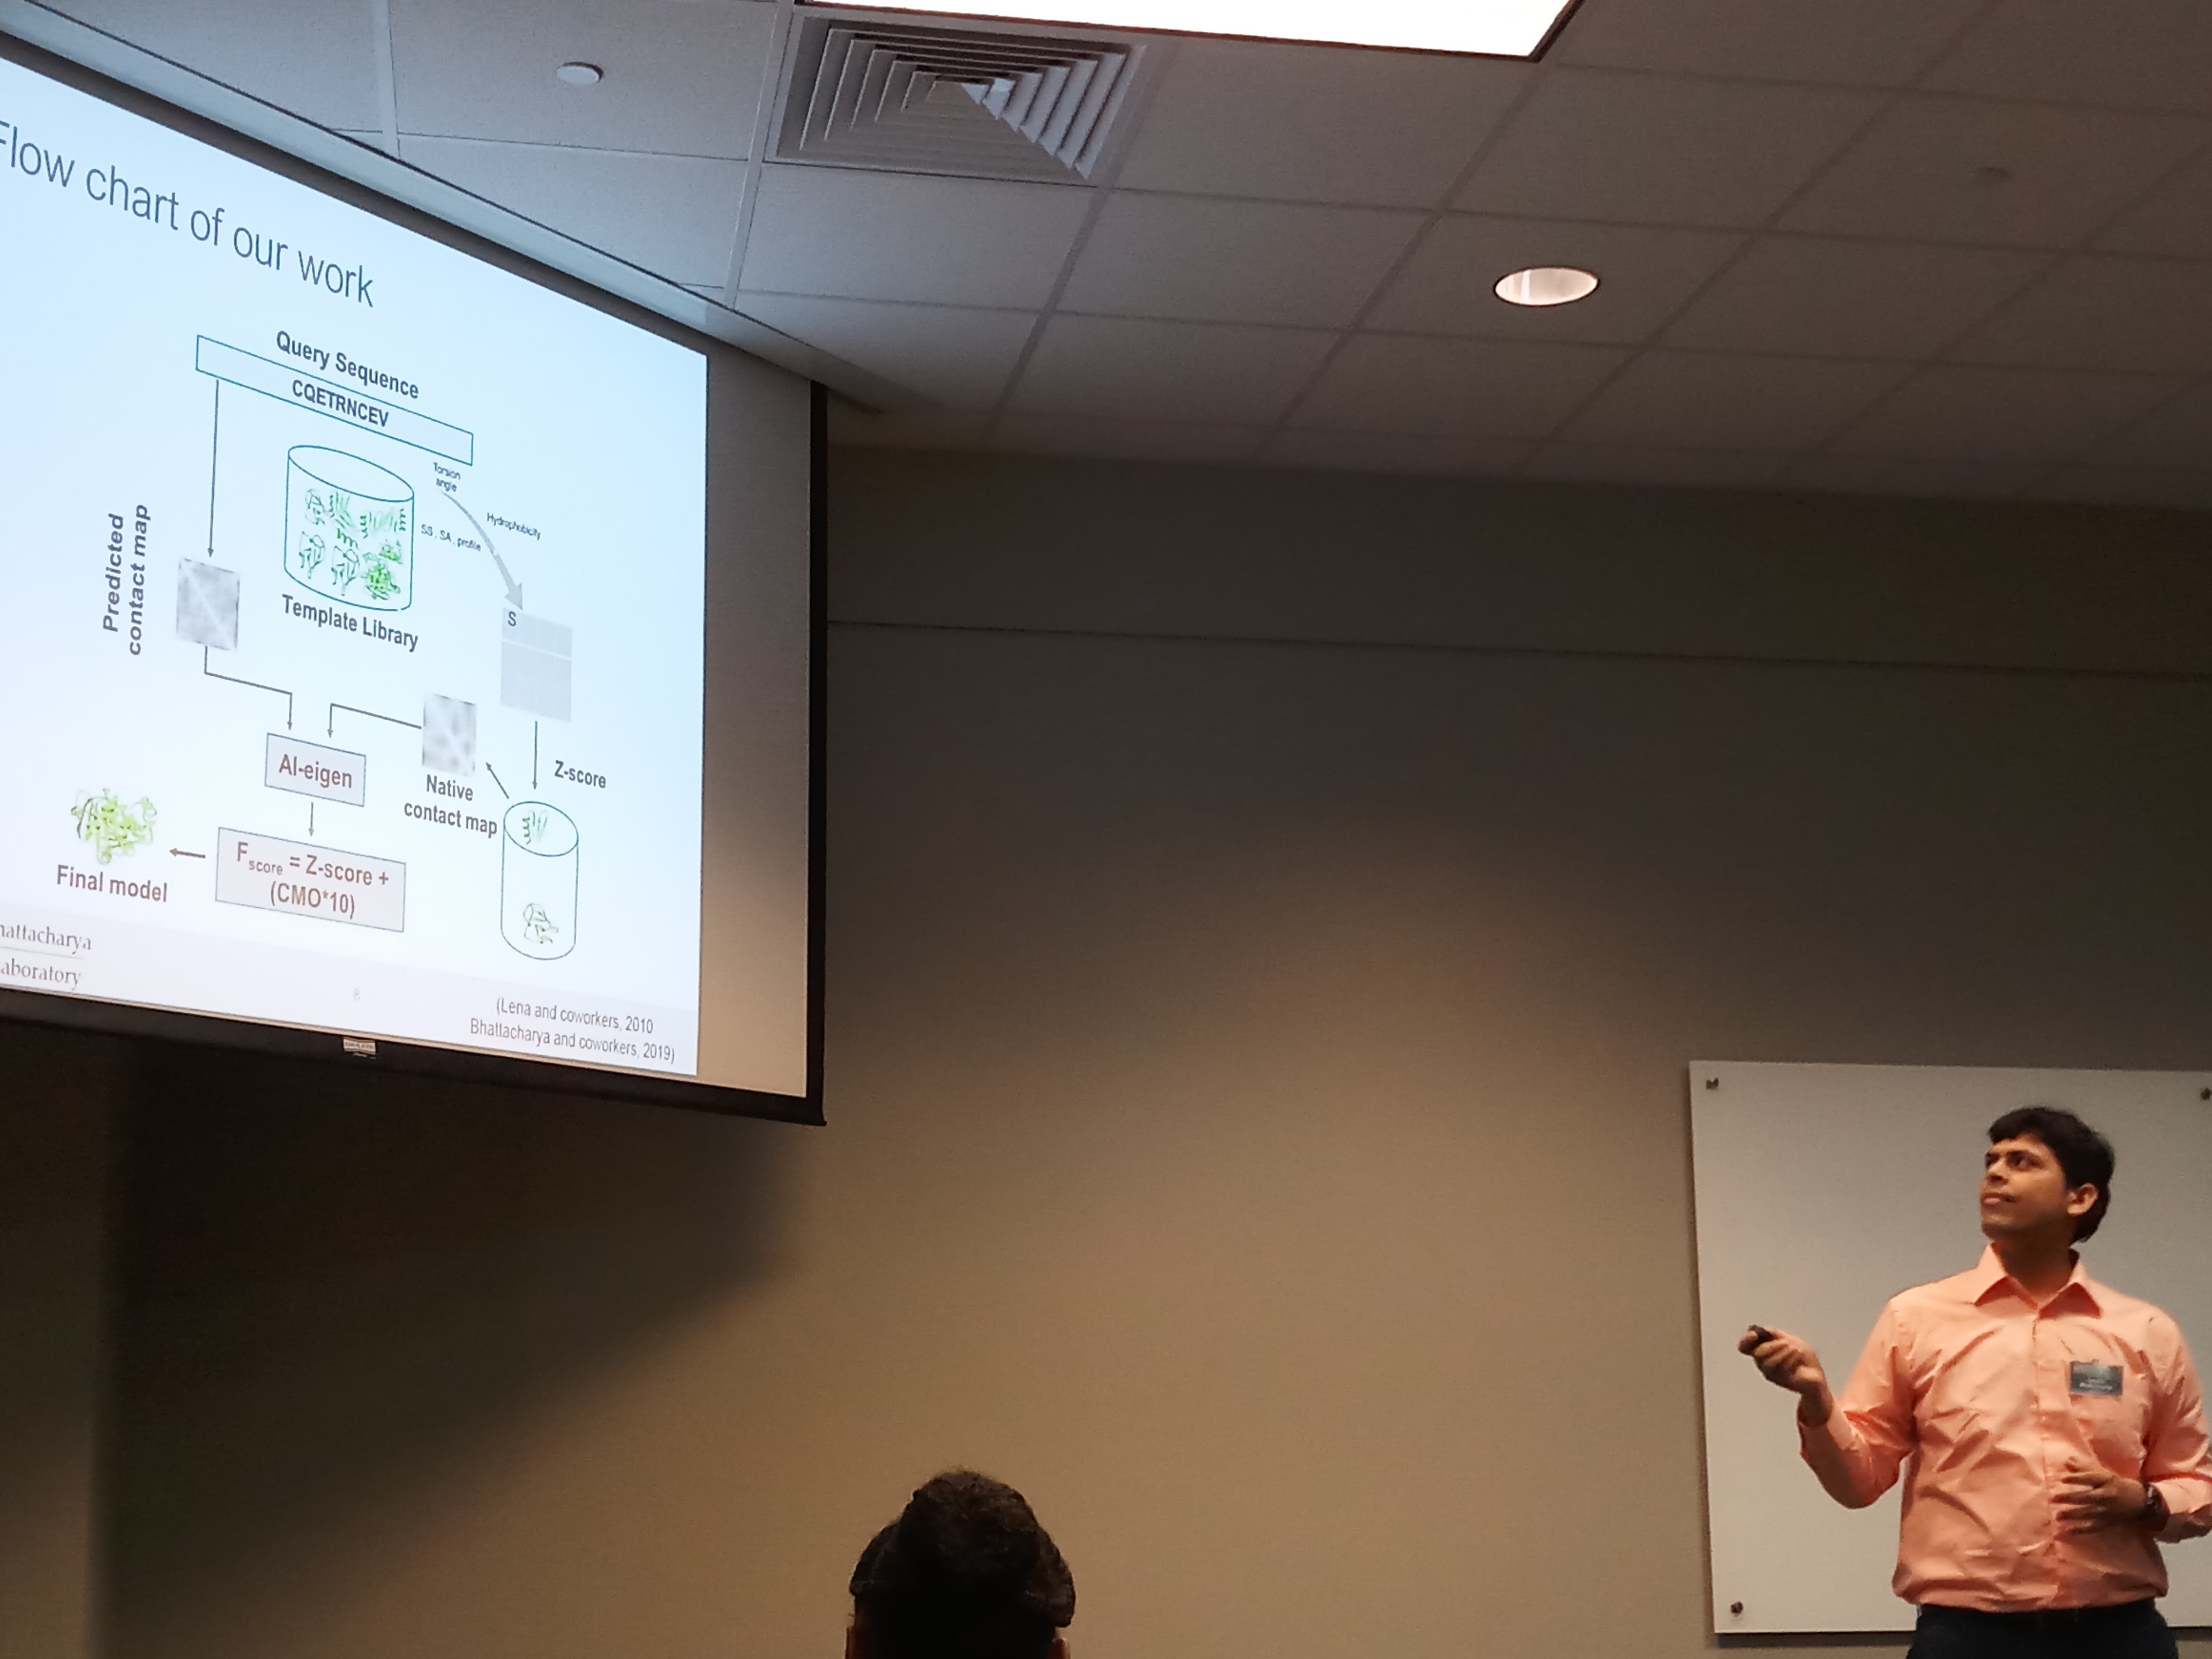 Flow chart of our work
Query Sequence
CQETRNCEV
Torsion
angle
Hydrophobicity
SS, SA, profile
Predicted
contact map
Template Library
S
Al-eigen
Native
contact map
Z-score
Fscore = Z-score +
(CMO*10)
Final model
hattacharya
aboratory
8
(Lena and coworkers, 2010
Bhattacharya and coworkers, 2019)